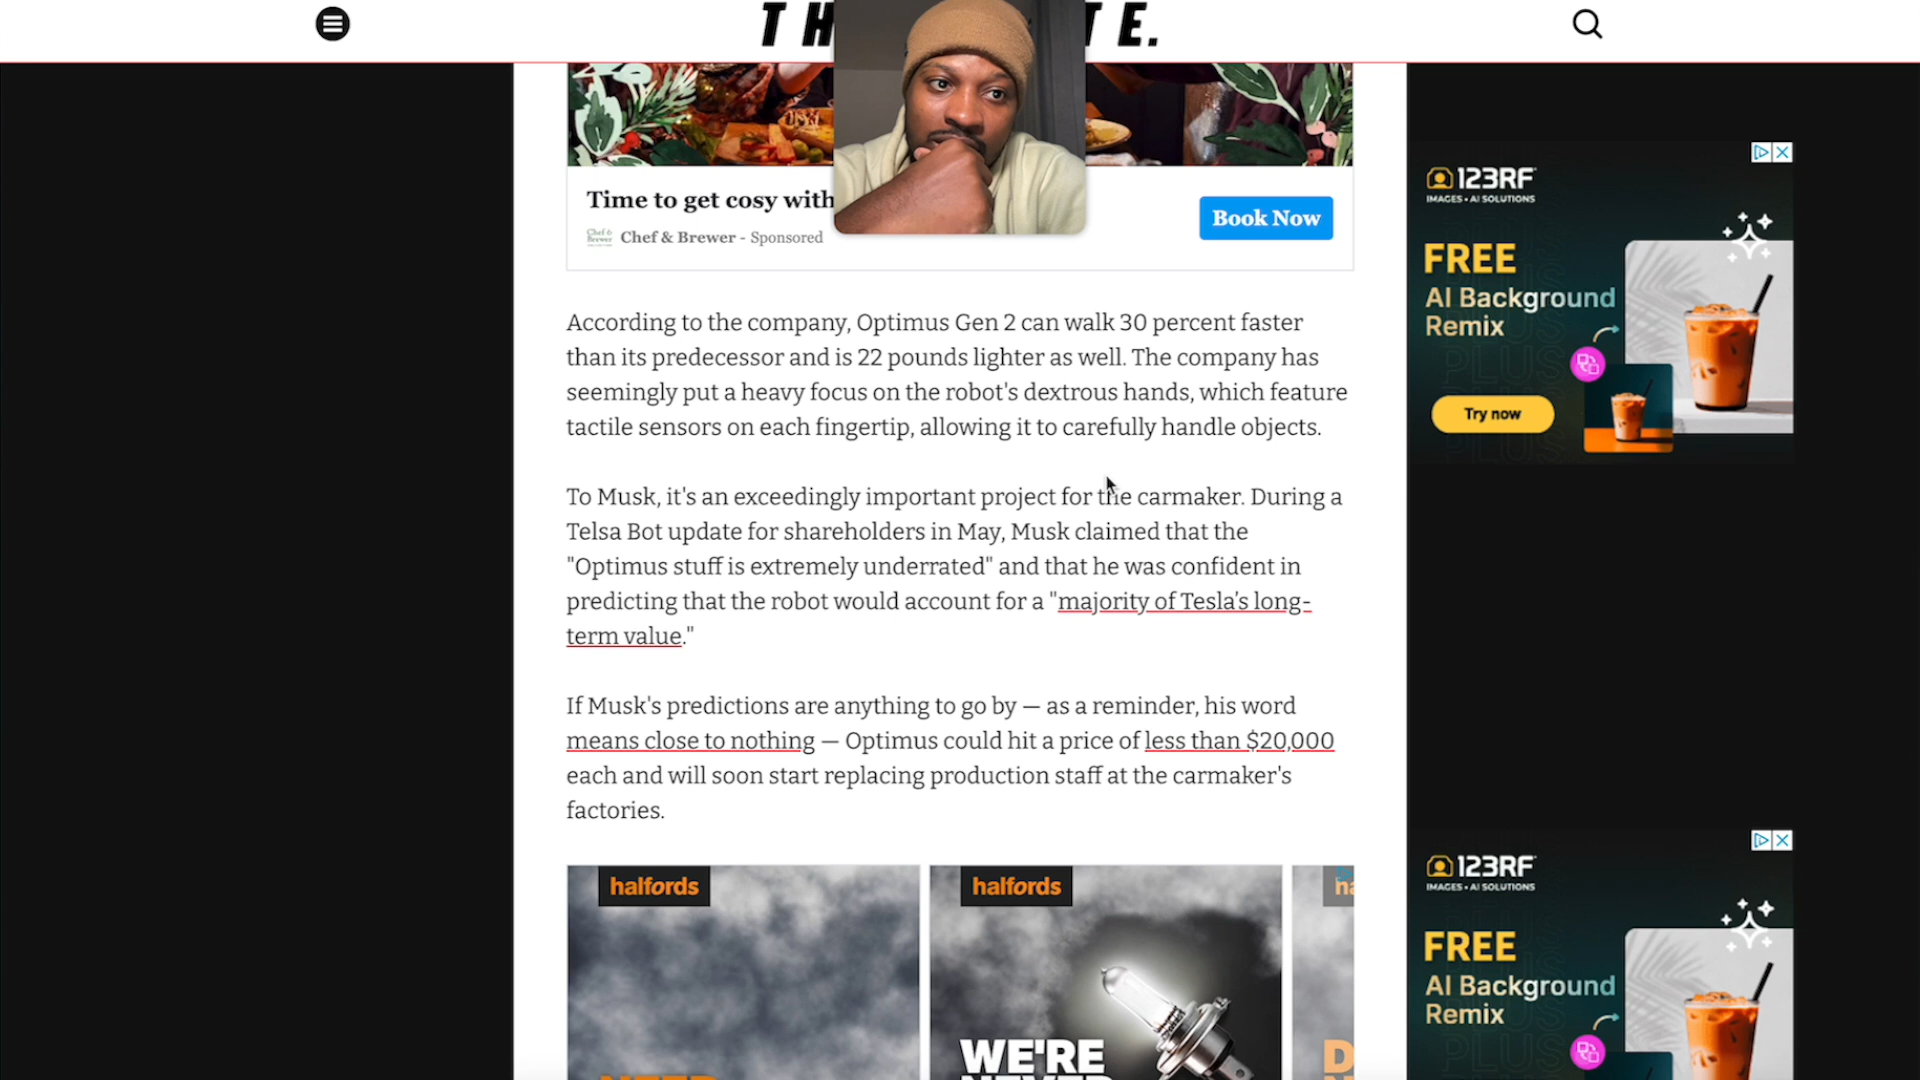 TH
TE.
Time to get cosy with
Chef & Brewer
Chef & Brewer - Sponsored
Book Now
According to the company, Optimus Gen 2 can walk 30 percent faster
than its predecessor and is 22 pounds lighter as well. The company has
seemingly put a heavy focus on the robot's dextrous hands, which feature
tactile sensors on each fingertip, allowing it to carefully handle objects.
To Musk, it's an exceedingly important project for the carmaker. During a
Telsa Bot update for shareholders in May, Musk claimed that the
"Optimus stuff is extremely underrated" and that he was confident in
predicting that the robot would account for a "majority of Tesla's long-
term value."
If Musk's predictions are anything to go by — as a reminder, his word
means close to nothing — Optimus could hit a price of less than $20,000
each and will soon start replacing production staff at the carmaker's
factories.
halfords
halfords
ha
WE'RE
123RF
IMAGES • AI SOLUTIONS
FREE
AI Background
Remix
Try now
123RF
IMAGES • AI SOLUTIONS
FREE
AI Background
Remix